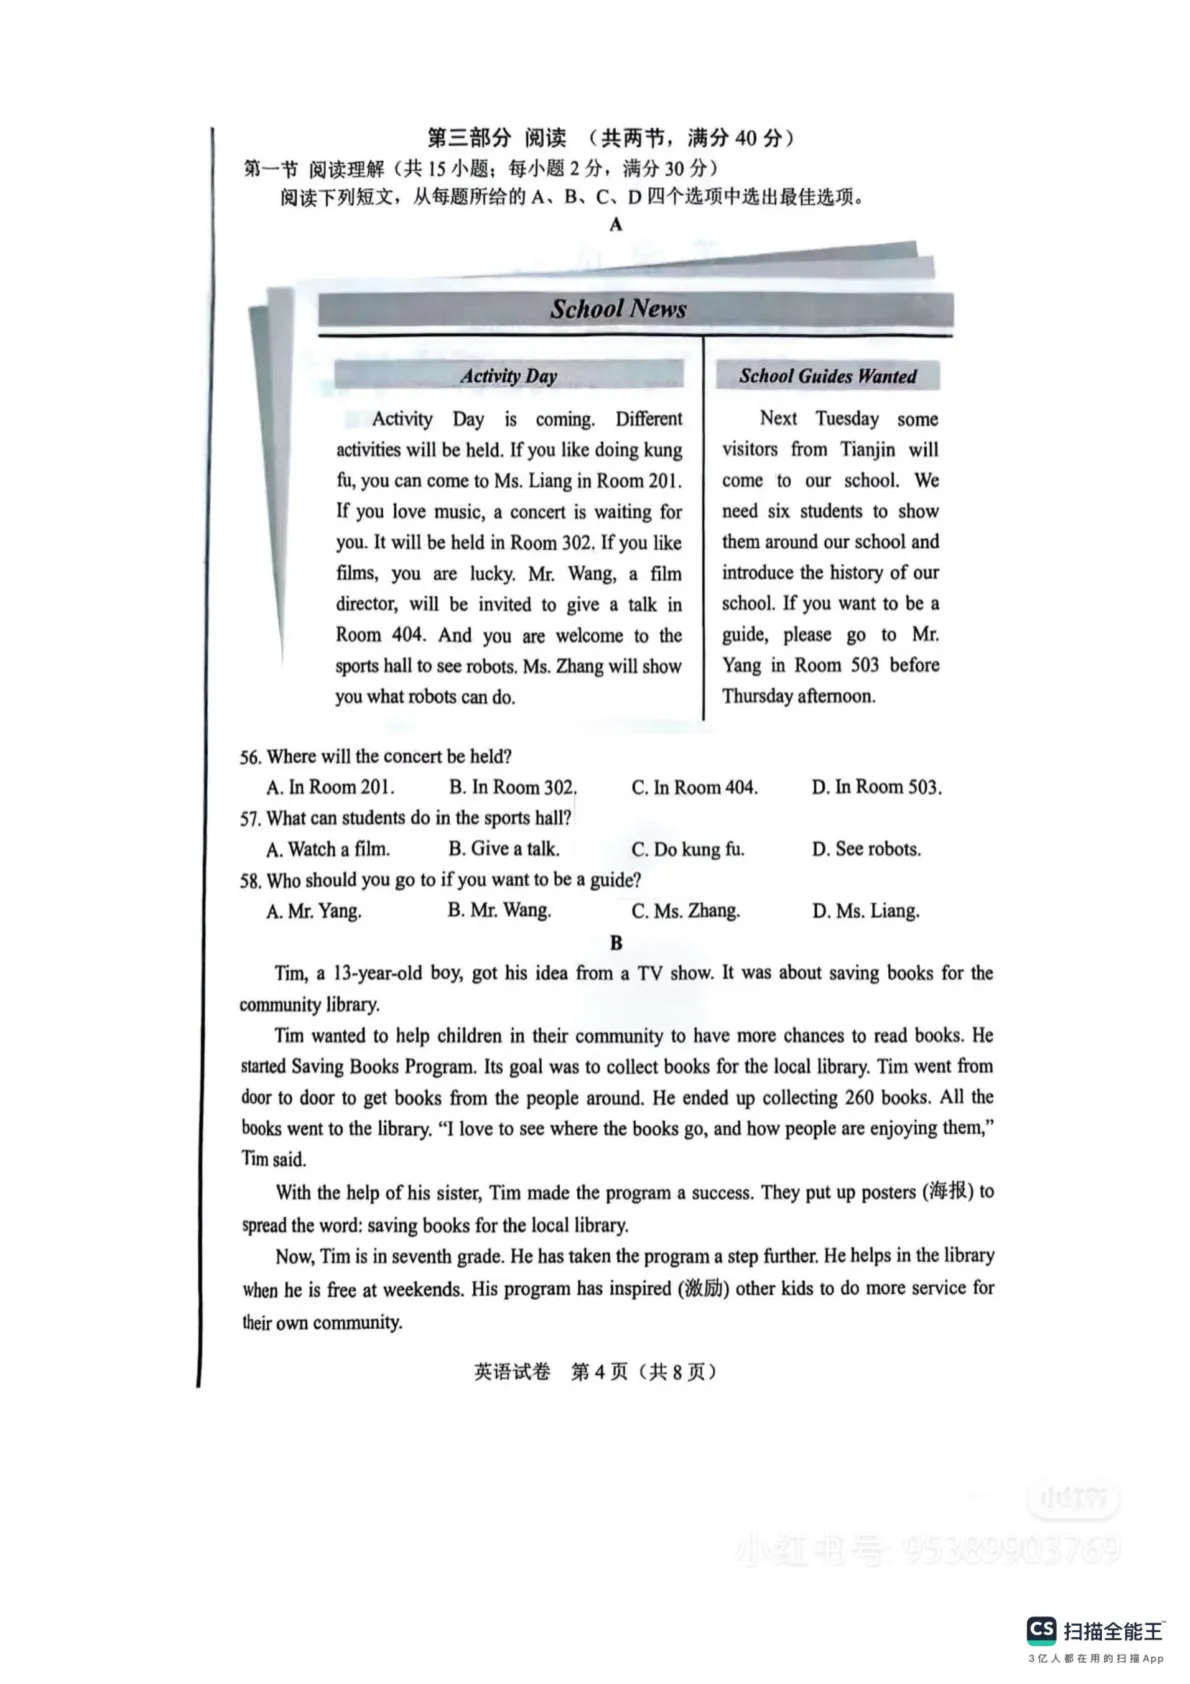 第三部分 阅读 （共两节，满分 40 分）
第一节 阅读理解（共 15 小题；每小题 2 分，满分 30 分）
阅读下列短文，从每题所给的 A、B、C、D 四个选项中选出最佳选项。
A
School News
Activity Day
Activity Day is coming. Different
activities will be held. If you like doing kung
fu, you can come to Ms. Liang in Room 201.
If you love music, a concert is waiting for
you. It will be held in Room 302. If you like
films, you are lucky. Mr. Wang, a film
director, will be invited to give a talk in
Room 404. And you are welcome to the
sports hall to see robots. Ms. Zhang will show
you what robots can do.
School Guides Wanted
Next Tuesday some
visitors from Tianjin will
come to our school. We
need six students to show
them around our school and
introduce the history of our
school. If you want to be a
guide, please go to Mr.
Yang in Room 503 before
Thursday afternoon.
56. Where will the concert be held?
A. In Room 201. B. In Room 302. C. In Room 404. D. In Room 503.
57. What can students do in the sports hall?
A. Watch a film. B. Give a talk. C. Do kung fu. D. See robots.
58. Who should you go to if you want to be a guide?
A. Mr. Yang. B. Mr. Wang. C. Ms. Zhang. D. Ms. Liang.
B
Tim, a 13-year-old boy, got his idea from a TV show. It was about saving books for the
community library.
Tim wanted to help children in their community to have more chances to read books. He
started Saving Books Program. Its goal was to collect books for the local library. Tim went from
door to door to get books from the people around. He ended up collecting 260 books. All the
books went to the library. “I love to see where the books go, and how people are enjoying them,”
Tim said.
With the help of his sister, Tim made the program a success. They put up posters (海报) to
spread the word: saving books for the local library.
Now, Tim is in seventh grade. He has taken the program a step further. He helps in the library
when he is free at weekends. His program has inspired (激励) other kids to do more service for
their own community.
英语试卷 第 4 页（共 8 页）
小红书
小红书号: 95389903769
CS 扫描全能王™
3亿人都在用的扫描App